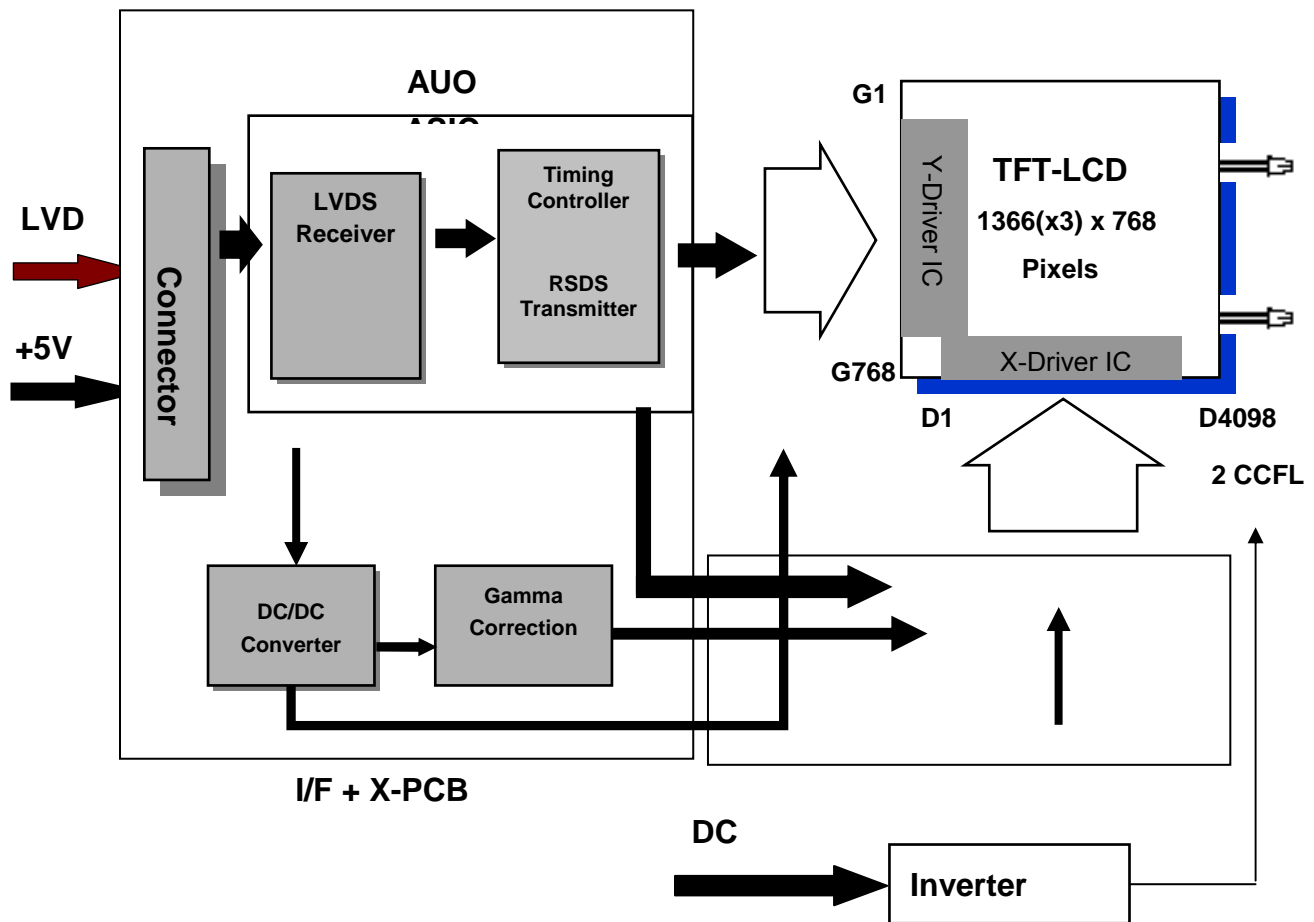 AUO
ASIC
G1
LVD
+5V
Connector
LVDS
Receiver
Timing
Controller
RSDS
Transmitter
Y-Driver IC
TFT-LCD
1366(x3) x 768
Pixels
X-Driver IC
G768
D1
D4098
2 CCFL
DC/DC
Converter
Gamma
Correction
I/F + X-PCB
DC
Inverter